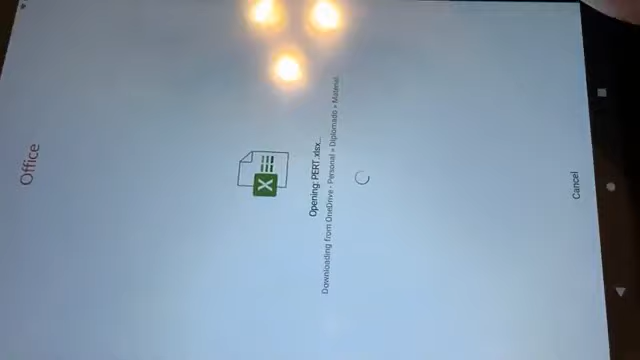 Office
X
Opening: PERT.xlsx...
Downloading from OneDrive - Personal » Diplomado » Material.
Cancel